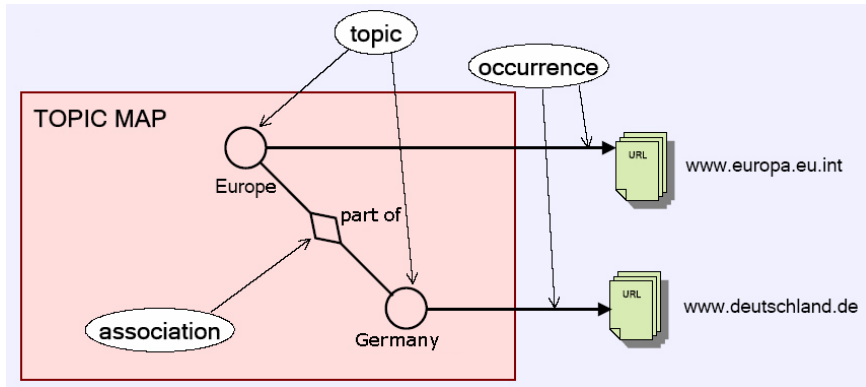 topic
occurrence
TOPIC MAP
URL
www.europa.eu.int
Europe
part of
URL
www.deutschland.de
association
Germany